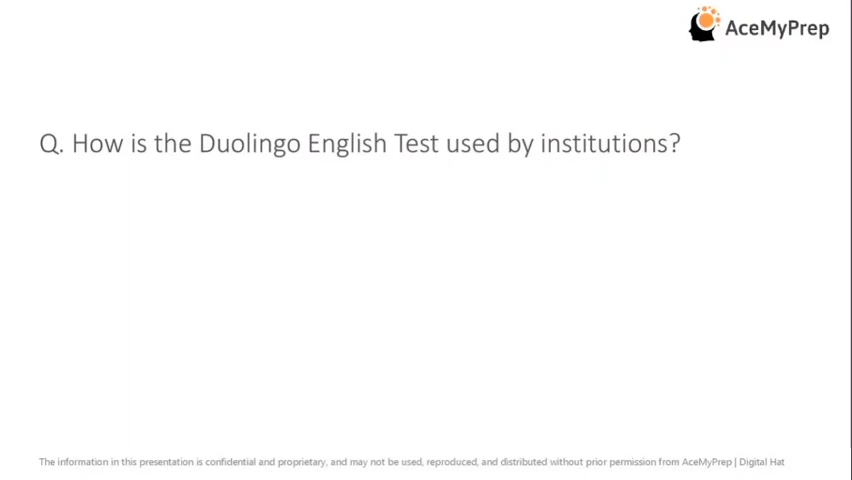 AceMyPrep
Q. How is the Duolingo English Test used by institutions?
The information in this presentation is confidential and proprietary, and may not be used, reproduced, and distributed without prior permission from AceMyPrep | Digital Hat